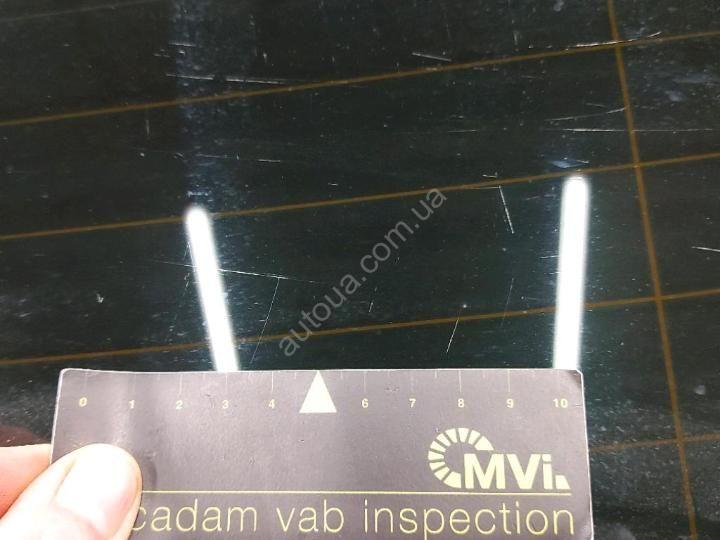 autoua.com.ua
0 1 2 3 4 6 7 8 9 10
MVi
cadam vab inspection